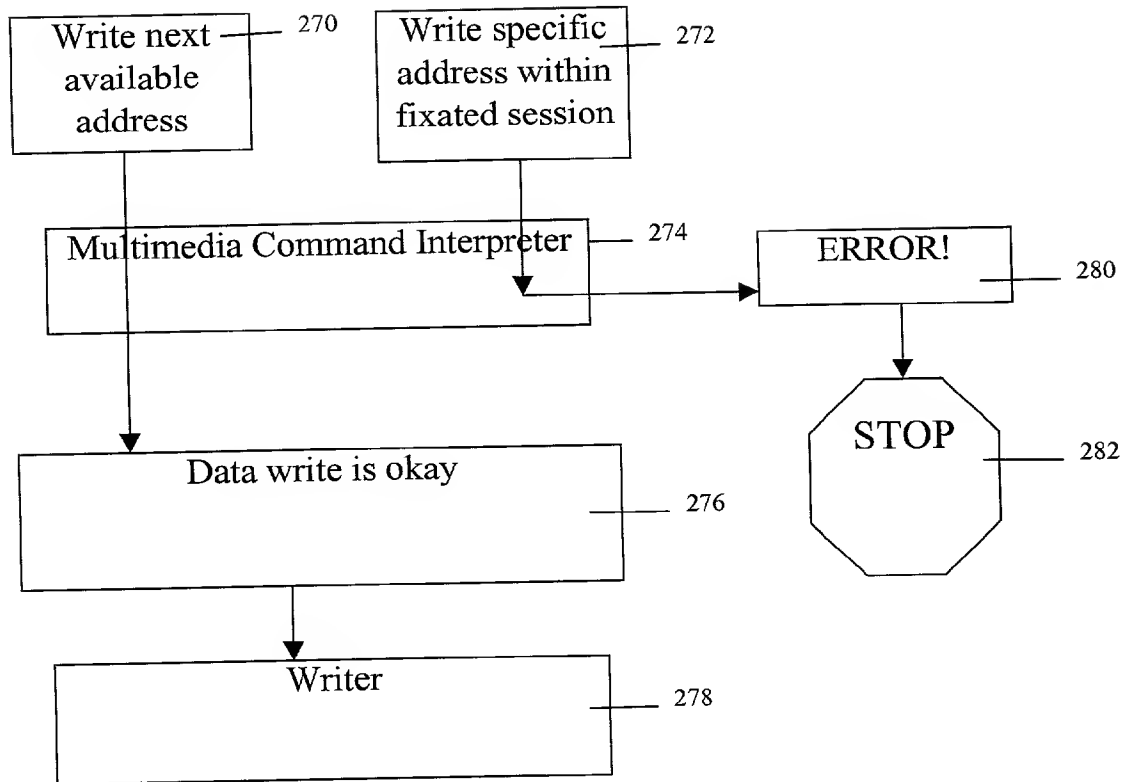 Write next
available
address
270
Write specific
address within
fixated session
272
Multimedia Command Interpreter
274
ERROR!
280
STOP
282
Data write is okay
276
Writer
278